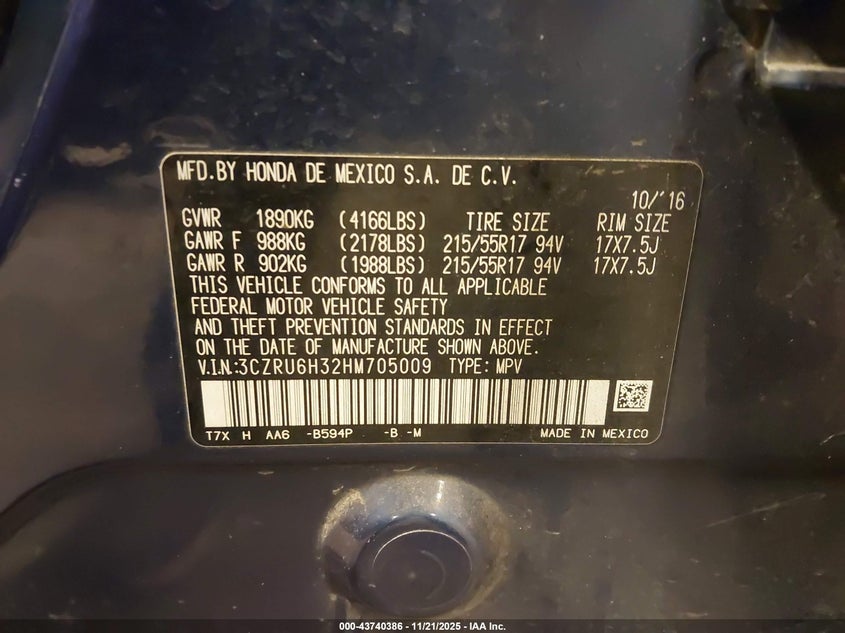 MFD.BY HONDA DE MEXICO S.A. DE C.V.
10/'16
GVWR 1890KG (4166LBS) TIRE SIZE RIM SIZE
GAWR F 988KG (2178LBS) 215/55R17 94V 17X7.5J
GAWR R 902KG (1988LBS) 215/55R17 94V 17X7.5J
THIS VEHICLE CONFORMS TO ALL APPLICABLE
FEDERAL MOTOR VEHICLE SAFETY
AND THEFT PREVENTION STANDARDS IN EFFECT
ON THE DATE OF MANUFACTURE SHOWN ABOVE.
V.I.N.:3CZRU6H32HM705009 TYPE: MPV
T7X H AA6 -B594P -B -M MADE IN MEXICO
000-43740386 - 11/21/2025 - IAA Inc.